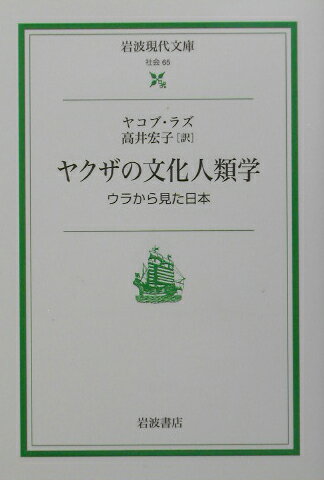 岩波現代文庫
社会 65
ヤコブ・ラズ
高井宏子[訳]
ヤクザの文化人類学
ウラから見た日本
岩波書店